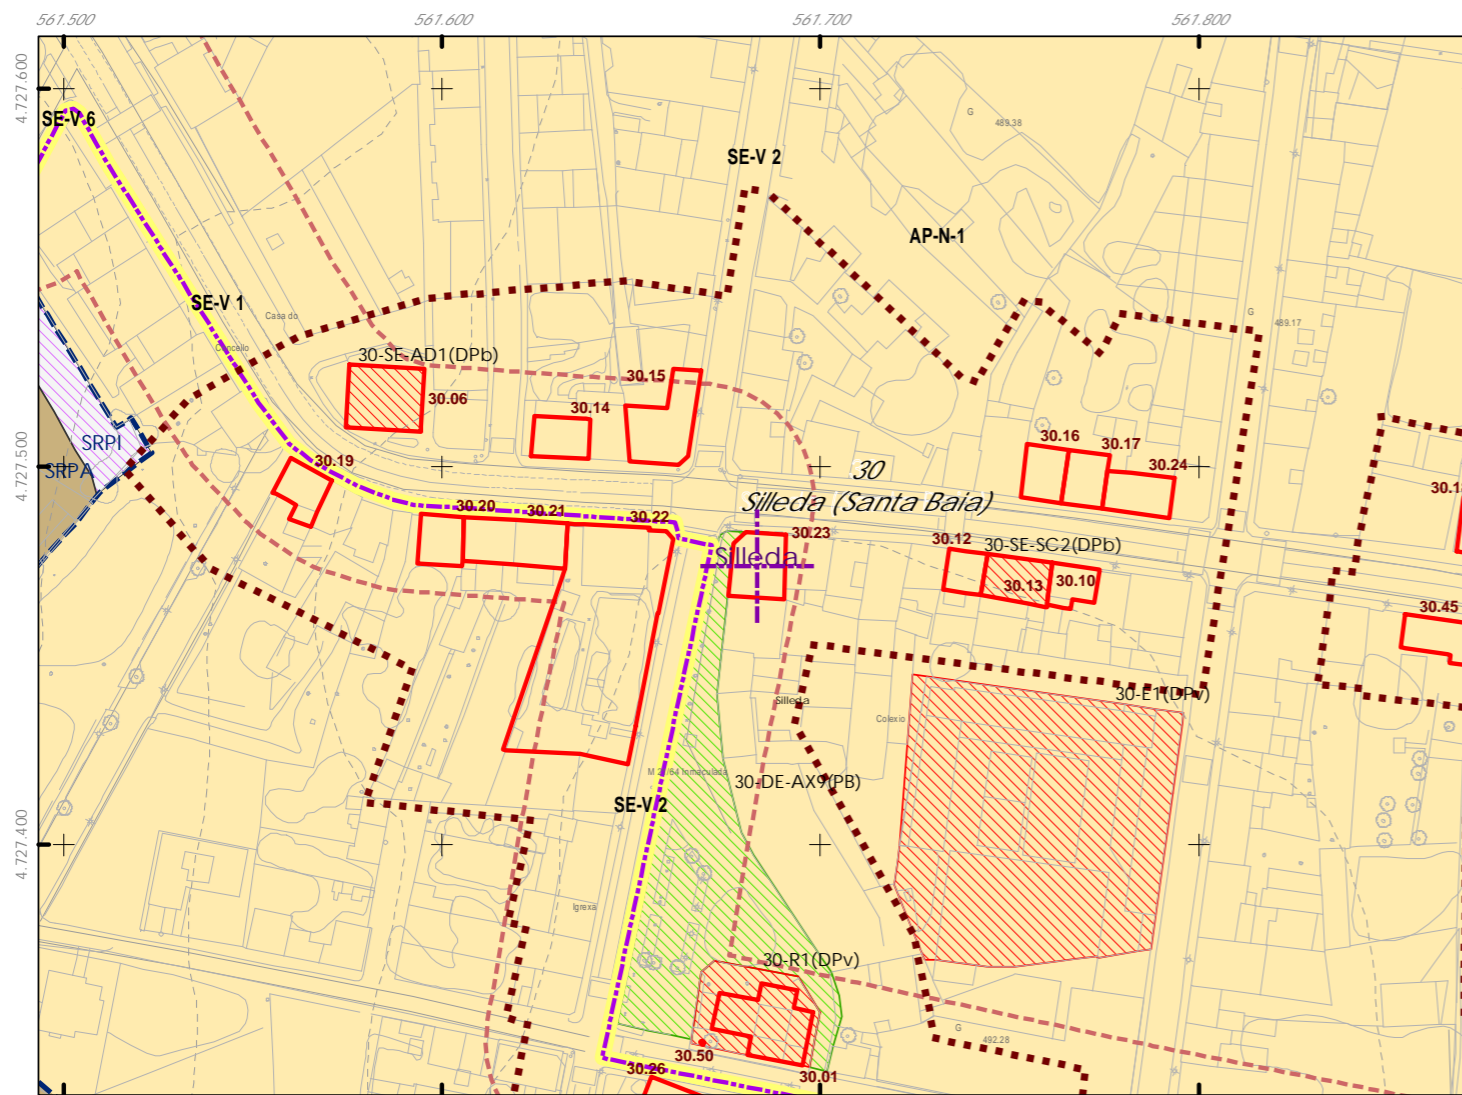 561.500
561.600
561.700
561.800
4.727.600
SE-V 6
G
489.38
SE-V 2
AP-N-1
SE-V 1
Casa do
Concello
G
489.17
30-SE-AD1(DPb)
30.06
30.15
30.14
SRPI
SRPA
4.727.500
30.19
30
Silleda (Santa Baia)
30.16
30.17
30.24
30.20
30.21
30.22
30.23
Silleda
30.12
30-SE-SC2(DPb)
30.13
30.10
30.45
30-E1(DPv)
Silleda
Colexio
30-DE-AX9(PB)
SE-V 2
4.727.400
Igrexa
30-R1(DPv)
G
492.28
30.50
30.26
30.01